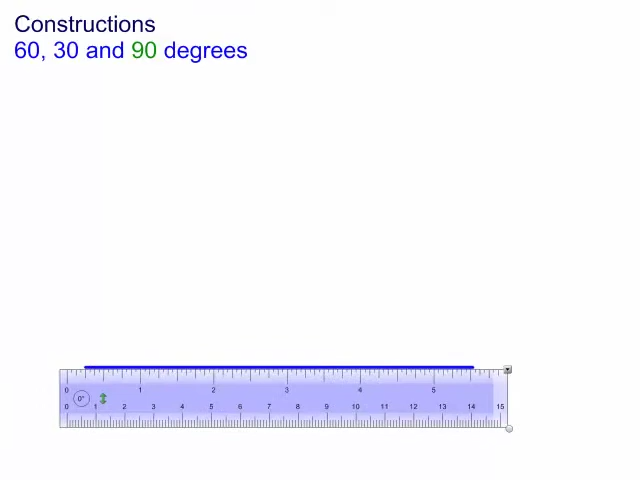 Constructions
60, 30 and 90 degrees
0 1 2 3 4 5
0°
0 1 2 3 4 5 6 7 8 9 10 11 12 13 14 15